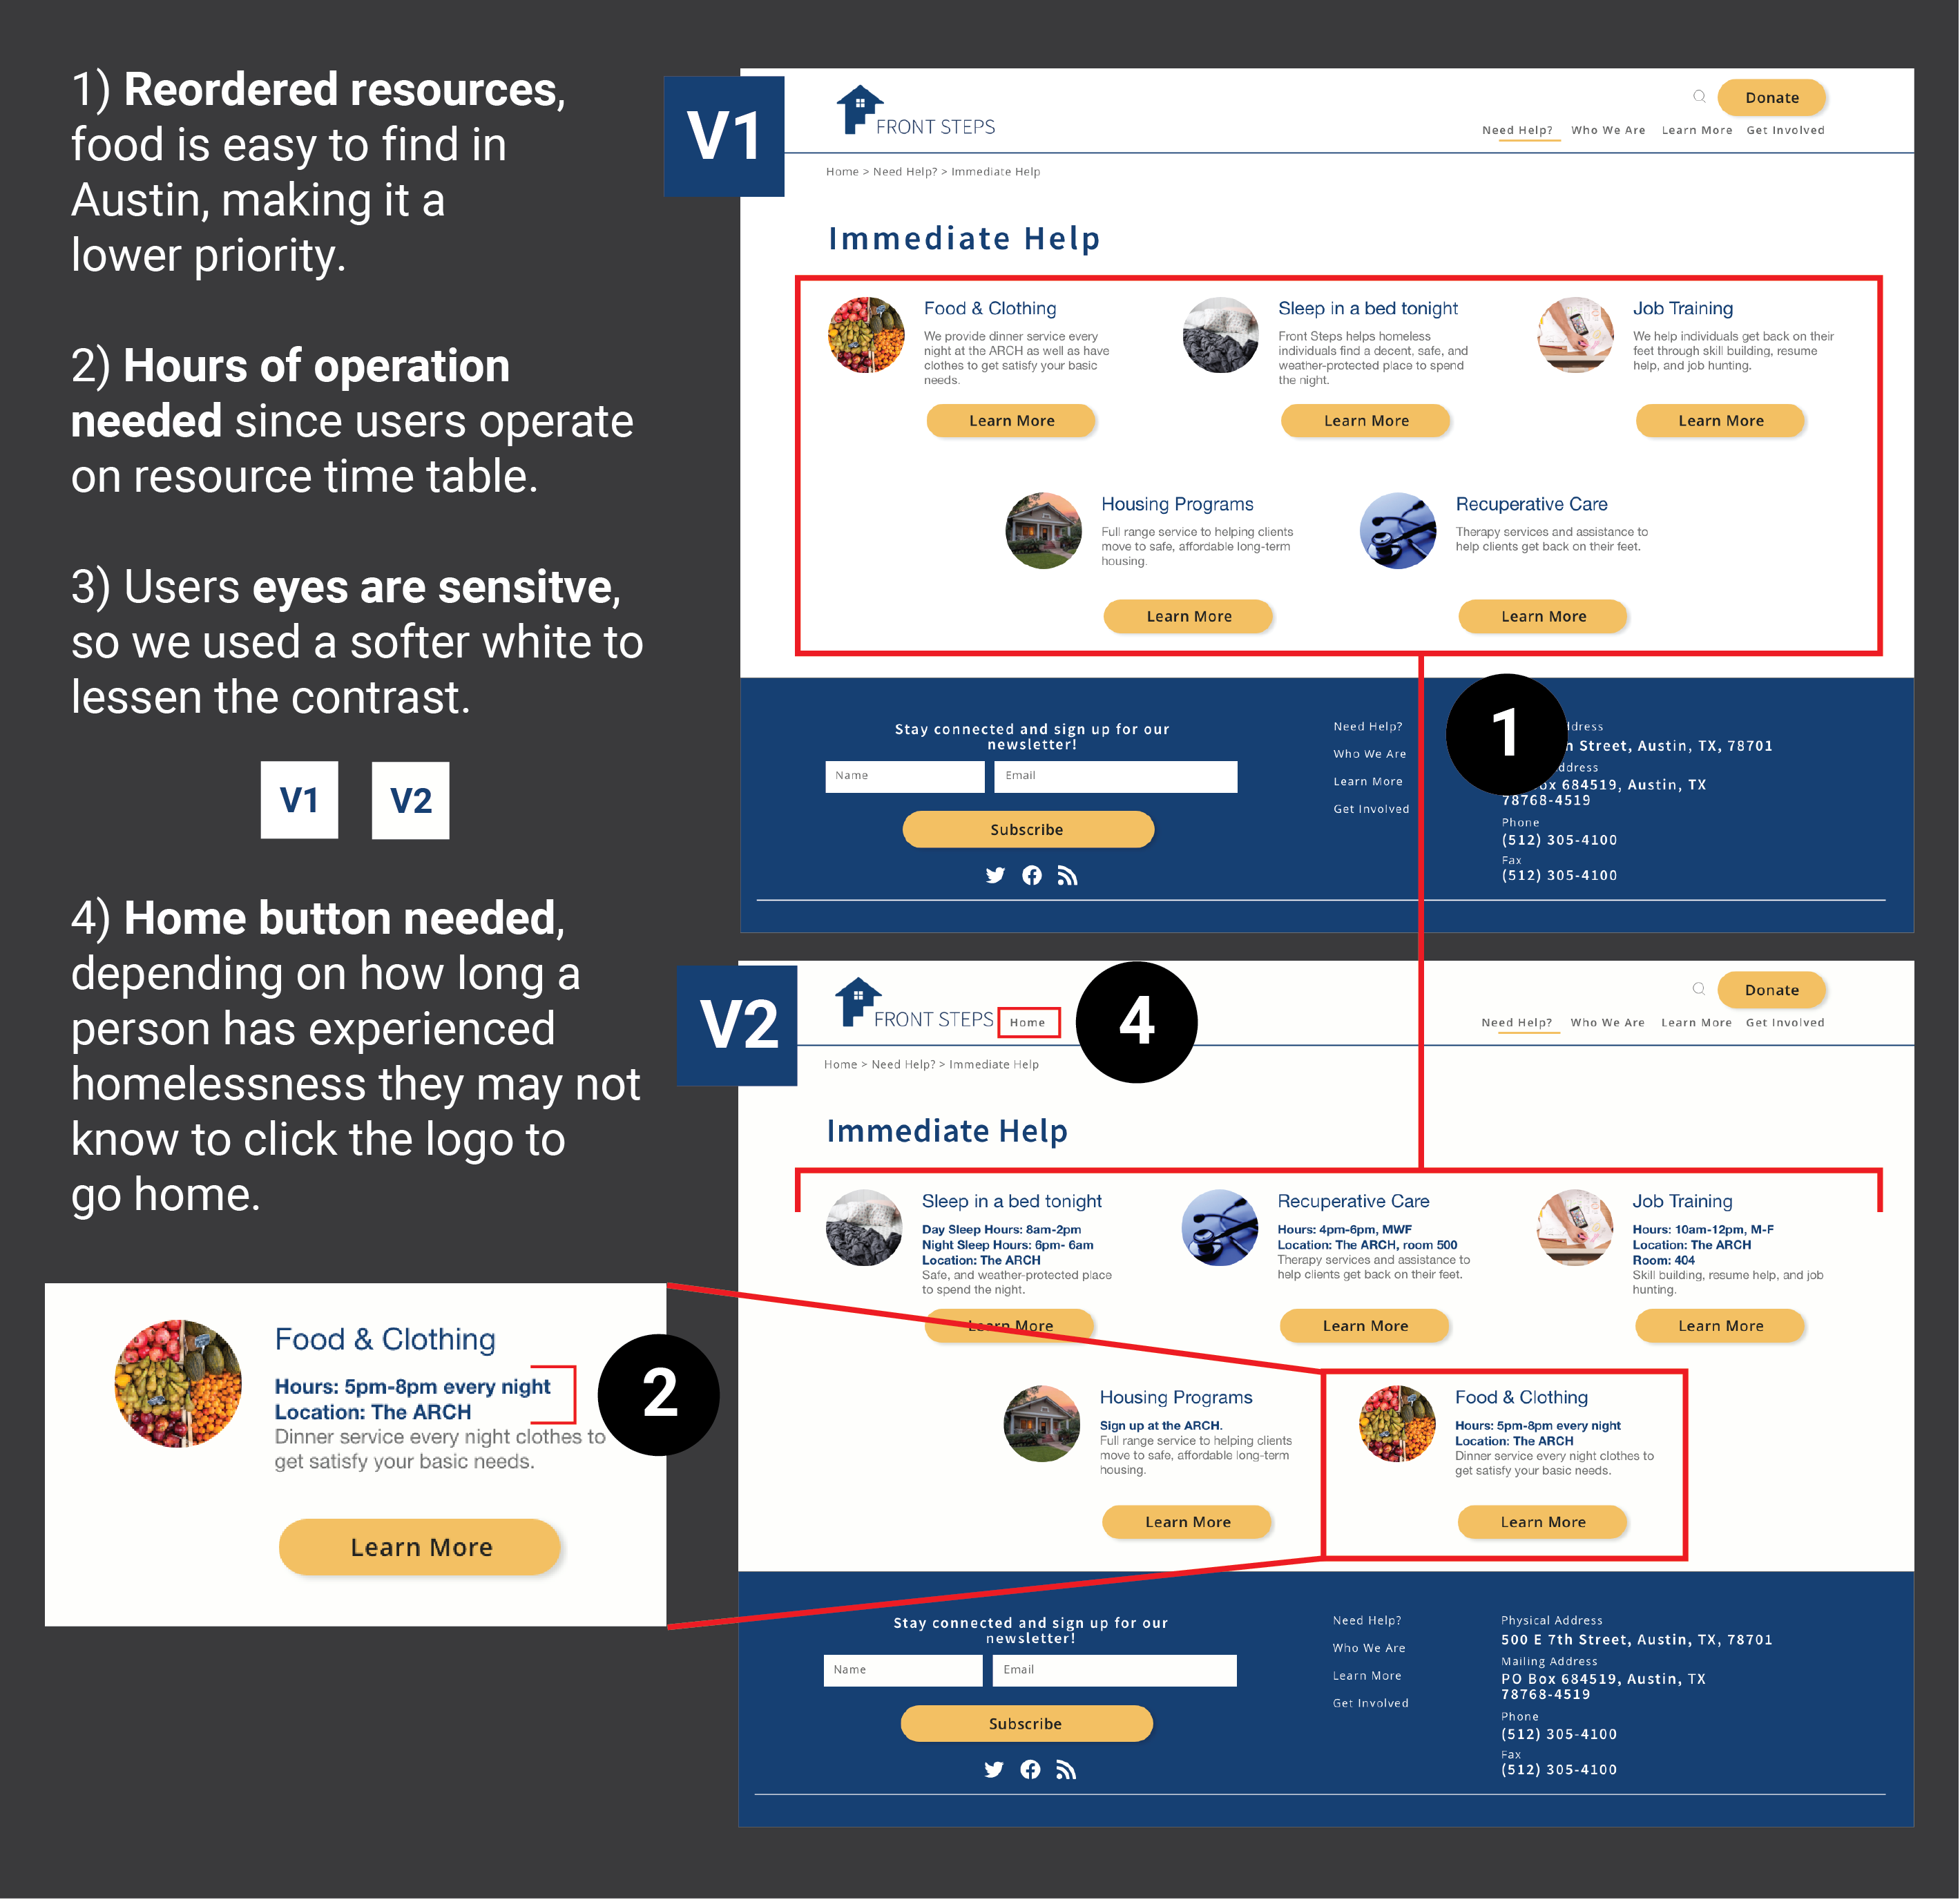 1) Reordered resources,
food is easy to find in
Austin, making it a
lower priority.
2) Hours of operation
needed since users operate
on resource time table.
3) Users eyes are sensitve,
so we used a softer white to
lessen the contrast.
V1 V2
4) Home button needed,
depending on how long a
person has experienced
homelessness they may not
know to click the logo to
go home.
Food & Clothing
Hours: 5pm-8pm every night
Location: The ARCH
Dinner service every night clothes to
get satisfy your basic needs.
Learn More
2
V1
FRONT STEPS
Donate
Need Help? Who We Are Learn More Get Involved
Home > Need Help? > Immediate Help
Immediate Help
Food & Clothing
We provide dinner service every
night at the ARCH as well as have
clothes to get satisfy your basic
needs.
Learn More
Sleep in a bed tonight
Front Steps helps homeless
individuals find a decent, safe, and
weather-protected place to spend
the night.
Learn More
Job Training
We help individuals get back on their
feet through skill building, resume
help, and job hunting.
Learn More
Housing Programs
Full range service to helping clients
move to safe, affordable long-term
housing.
Learn More
Recuperative Care
Therapy services and assistance to
help clients get back on their feet.
Learn More
1
Stay connected and sign up for our
newsletter!
Name Email
Subscribe
Need Help?
Who We Are
Learn More
Get Involved
Street, Austin, TX, 78701
684519, Austin, TX
78768-4519
Phone
(512) 305-4100
Fax
(512) 305-4100
V2
FRONT STEPS Home
4
Donate
Need Help? Who We Are Learn More Get Involved
Home > Need Help? > Immediate Help
Immediate Help
Sleep in a bed tonight
Day Sleep Hours: 8am-2pm
Night Sleep Hours: 6pm- 6am
Location: The ARCH
Safe, and weather-protected place
to spend the night.
Learn More
Recuperative Care
Hours: 4pm-6pm, MWF
Location: The ARCH, room 500
Therapy services and assistance to
help clients get back on their feet.
Learn More
Job Training
Hours: 10am-12pm, M-F
Location: The ARCH
Room: 404
Skill building, resume help, and job
hunting.
Learn More
Housing Programs
Sign up at the ARCH.
Full range service to helping clients
move to safe, affordable long-term
housing.
Learn More
Food & Clothing
Hours: 5pm-8pm every night
Location: The ARCH
Dinner service every night clothes to
get satisfy your basic needs.
Learn More
Stay connected and sign up for our
newsletter!
Name Email
Subscribe
Need Help?
Who We Are
Learn More
Get Involved
Physical Address
500 E 7th Street, Austin, TX, 78701
Mailing Address
PO Box 684519, Austin, TX
78768-4519
Phone
(512) 305-4100
Fax
(512) 305-4100